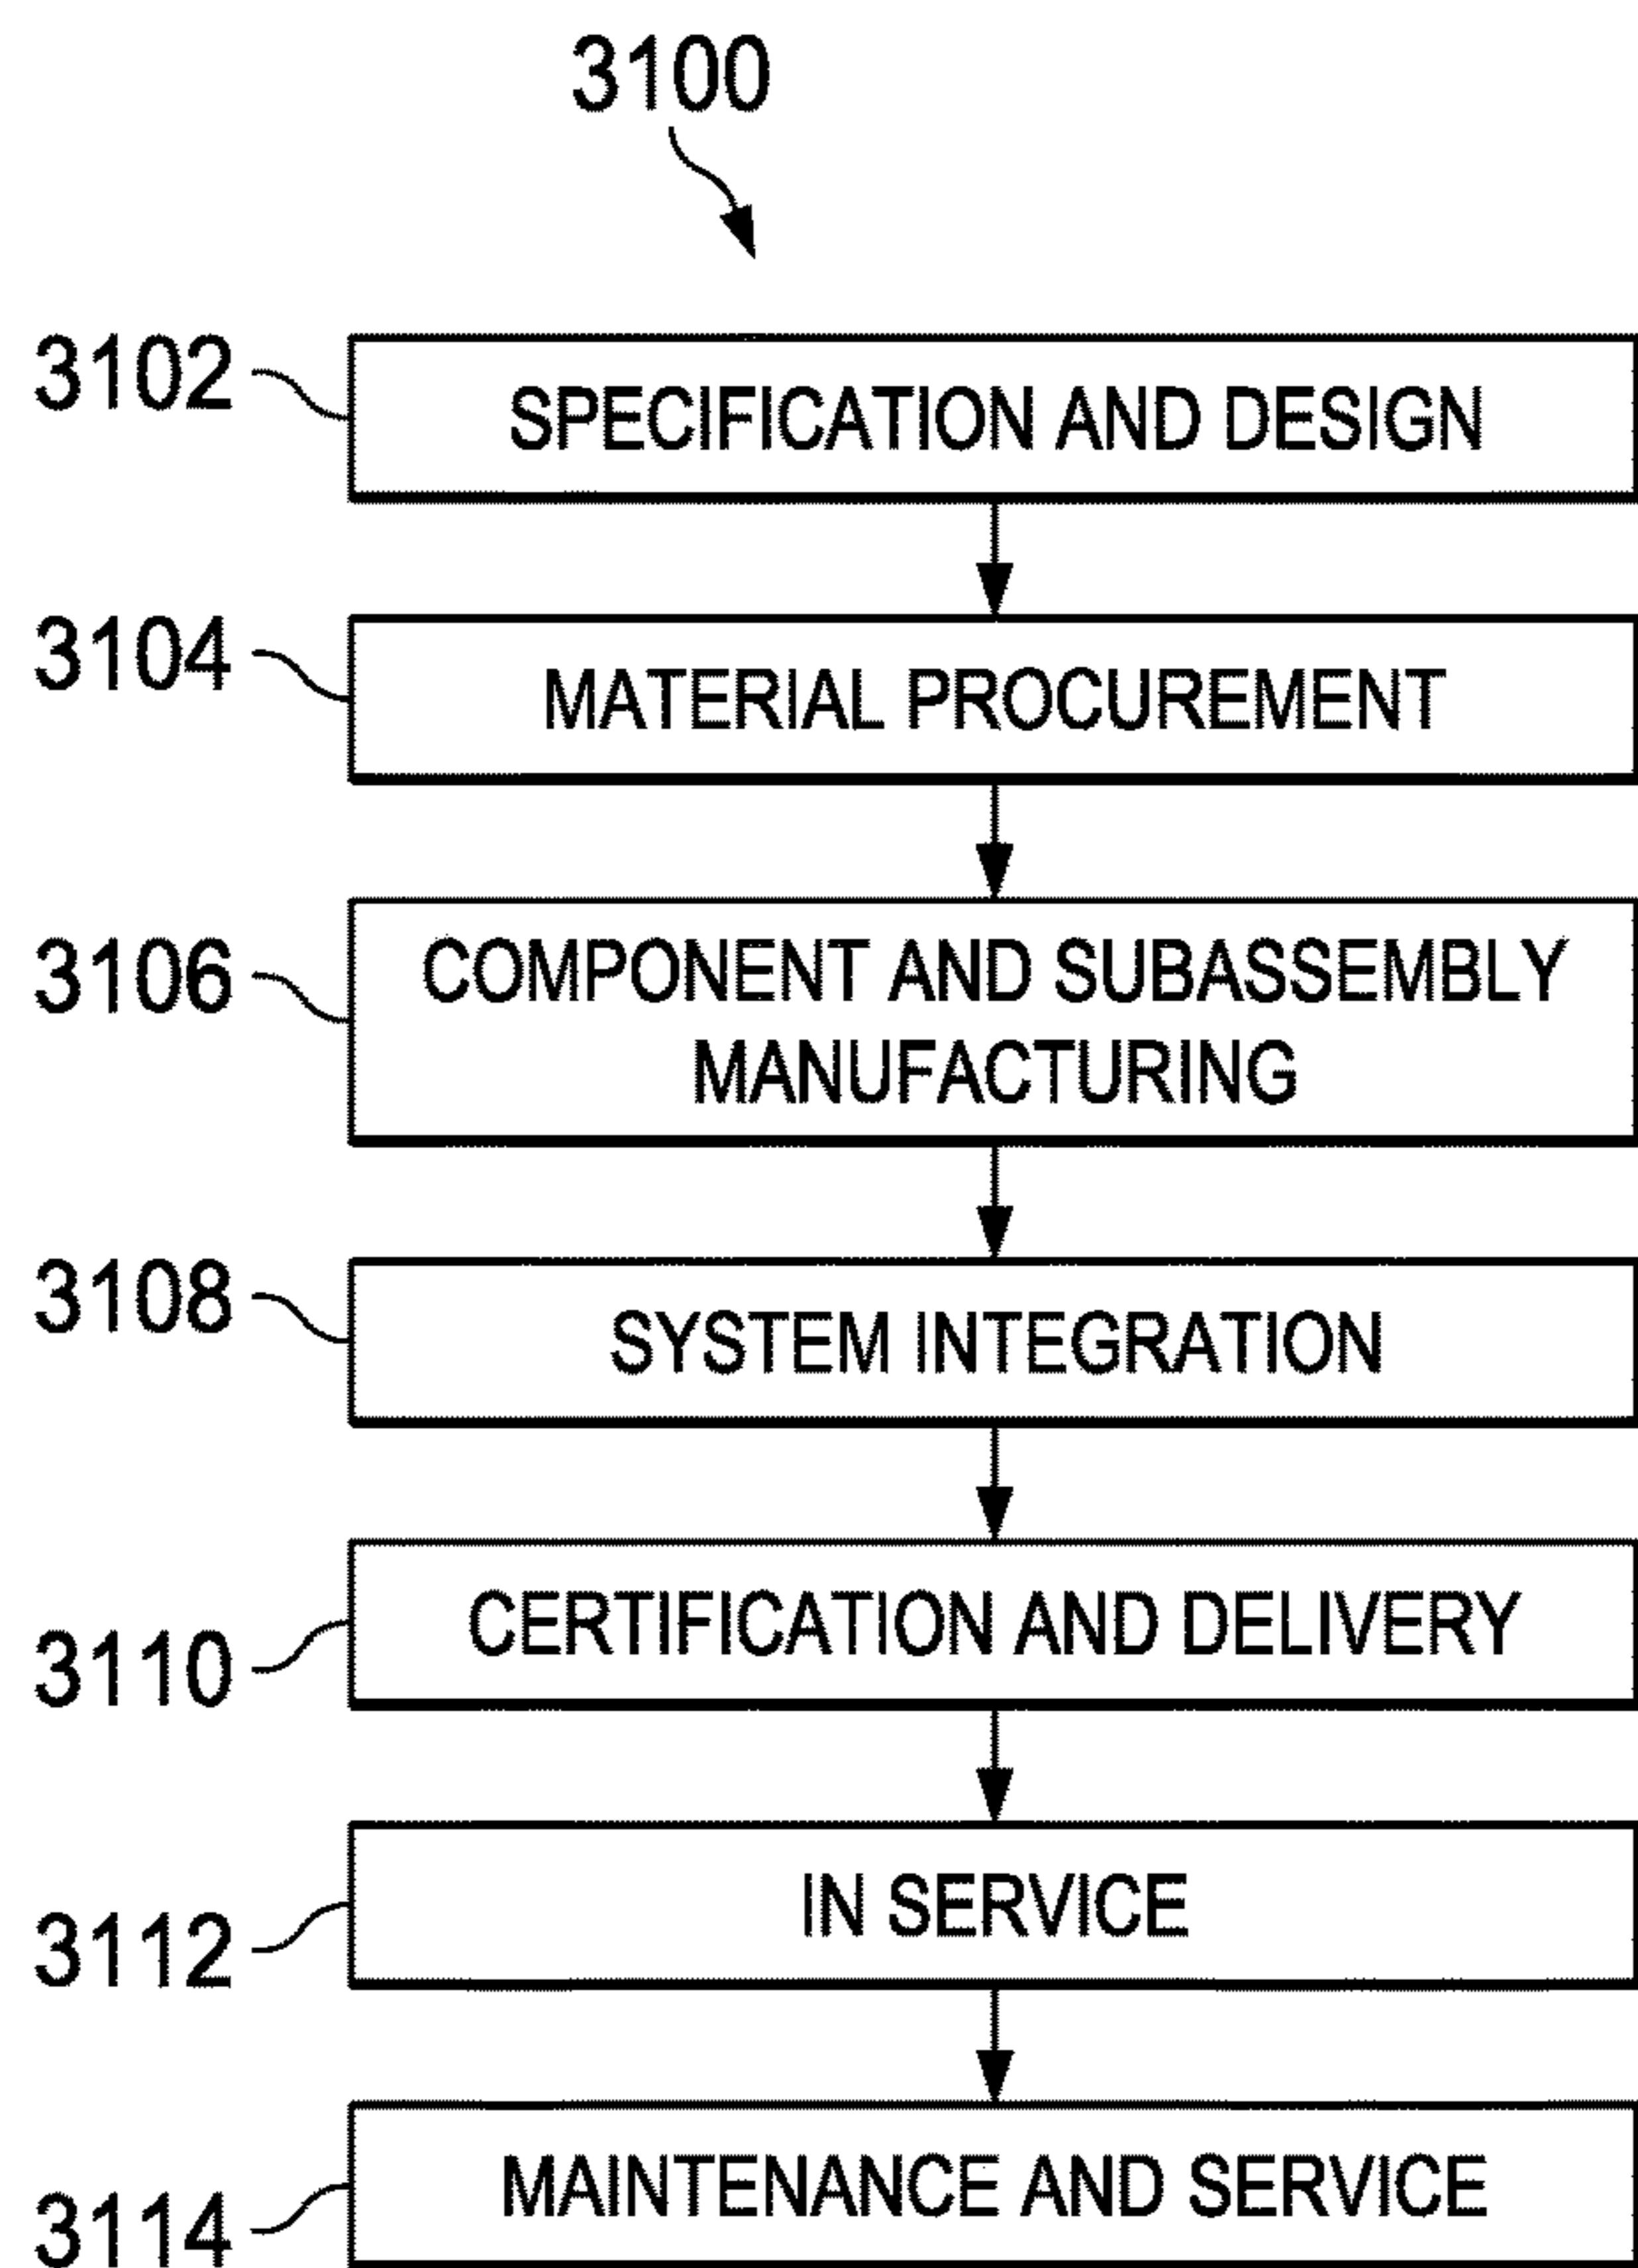 3100
3102
SPECIFICATION AND DESIGN
3104
MATERIAL PROCUREMENT
3106
COMPONENT AND SUBASSEMBLY
MANUFACTURING
3108
SYSTEM INTEGRATION
3110
CERTIFICATION AND DELIVERY
3112
IN SERVICE
3114
MAINTENANCE AND SERVICE